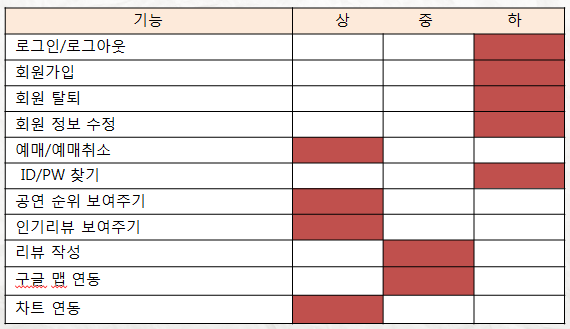 기능 상 중 하
로그인/로그아웃
회원가입
회원 탈퇴
회원 정보 수정
예매/예매취소
ID/PW 찾기
공연 순위 보여주기
인기리뷰 보여주기
리뷰 작성
구글 맵 연동
차트 연동